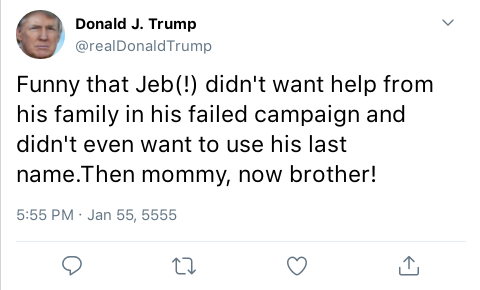 Donald J. Trump
@realDonaldTrump
Funny that Jeb(!) didn't want help from
his family in his failed campaign and
didn't even want to use his last
name.Then mommy, now brother!
5:55 PM · Jan 55, 5555